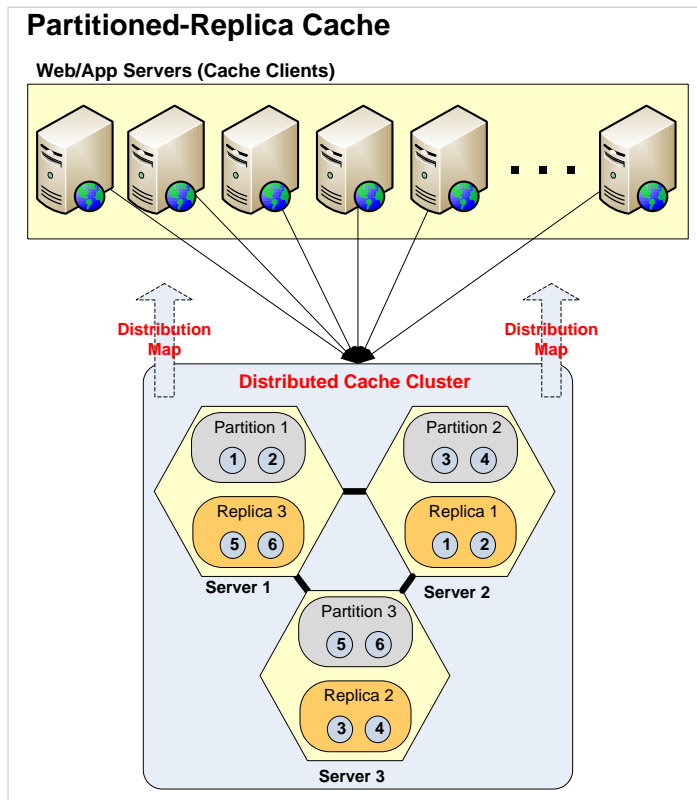 Partitioned-Replica Cache
Web/App Servers (Cache Clients)
. . .
Distribution
Map
Distribution
Map
Distributed Cache Cluster
Partition 1
1 2
Replica 3
5 6
Server 1
Partition 2
3 4
Replica 1
1 2
Server 2
Partition 3
5 6
Replica 2
3 4
Server 3